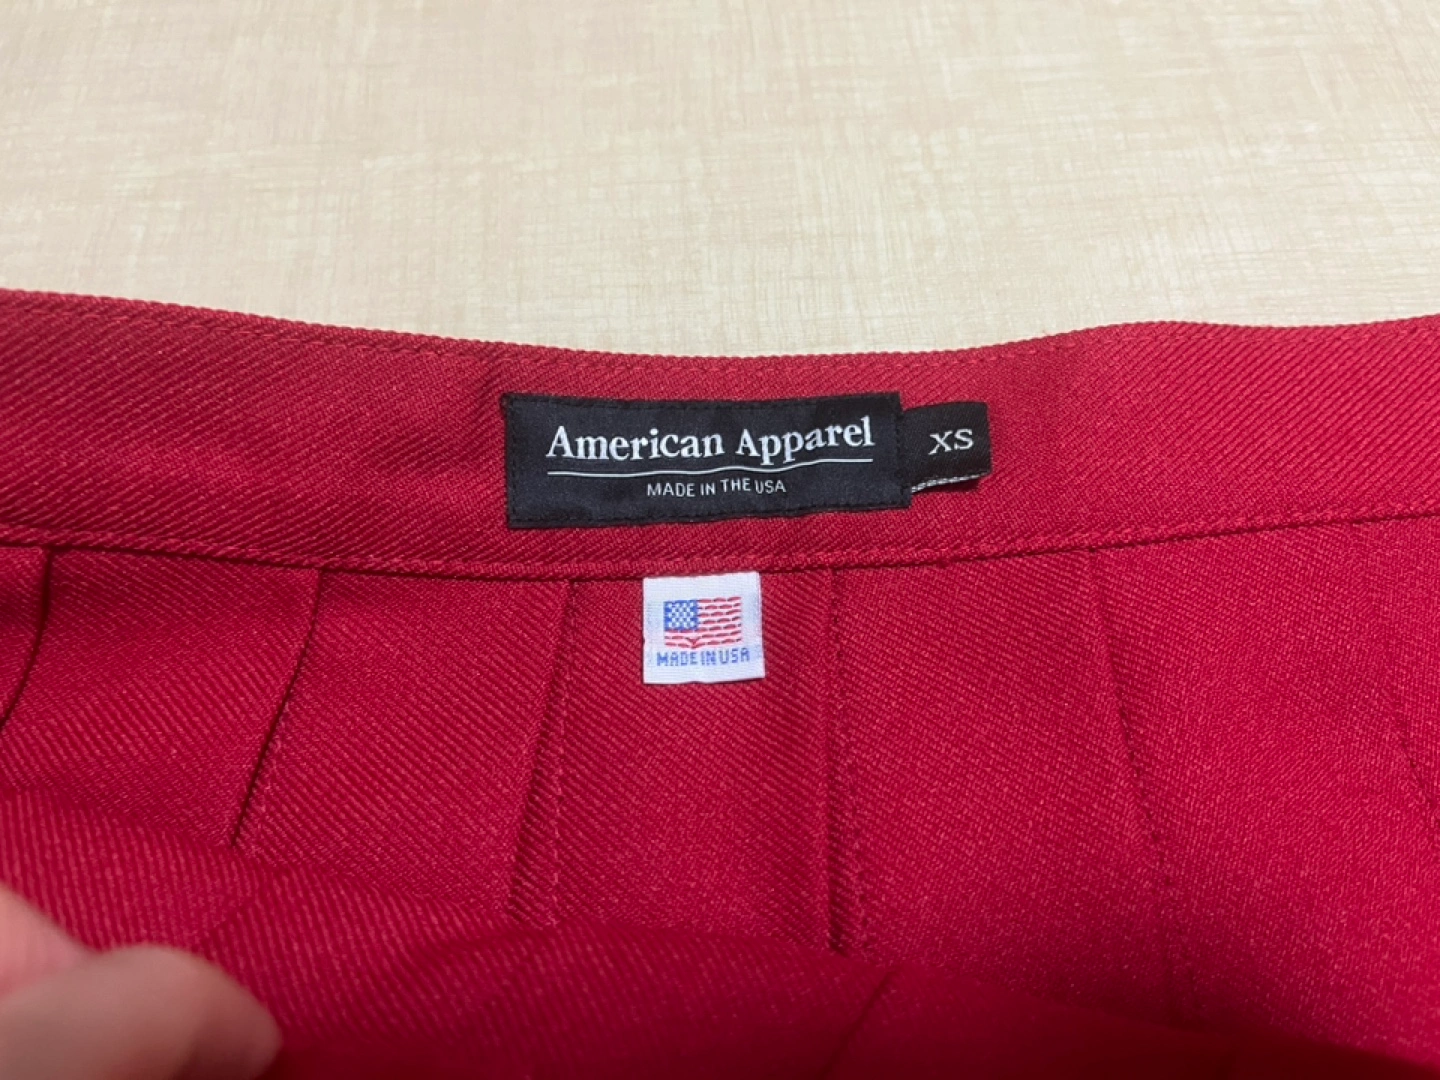 American Apparel
MADE IN THE USA
XS
MADE IN USA